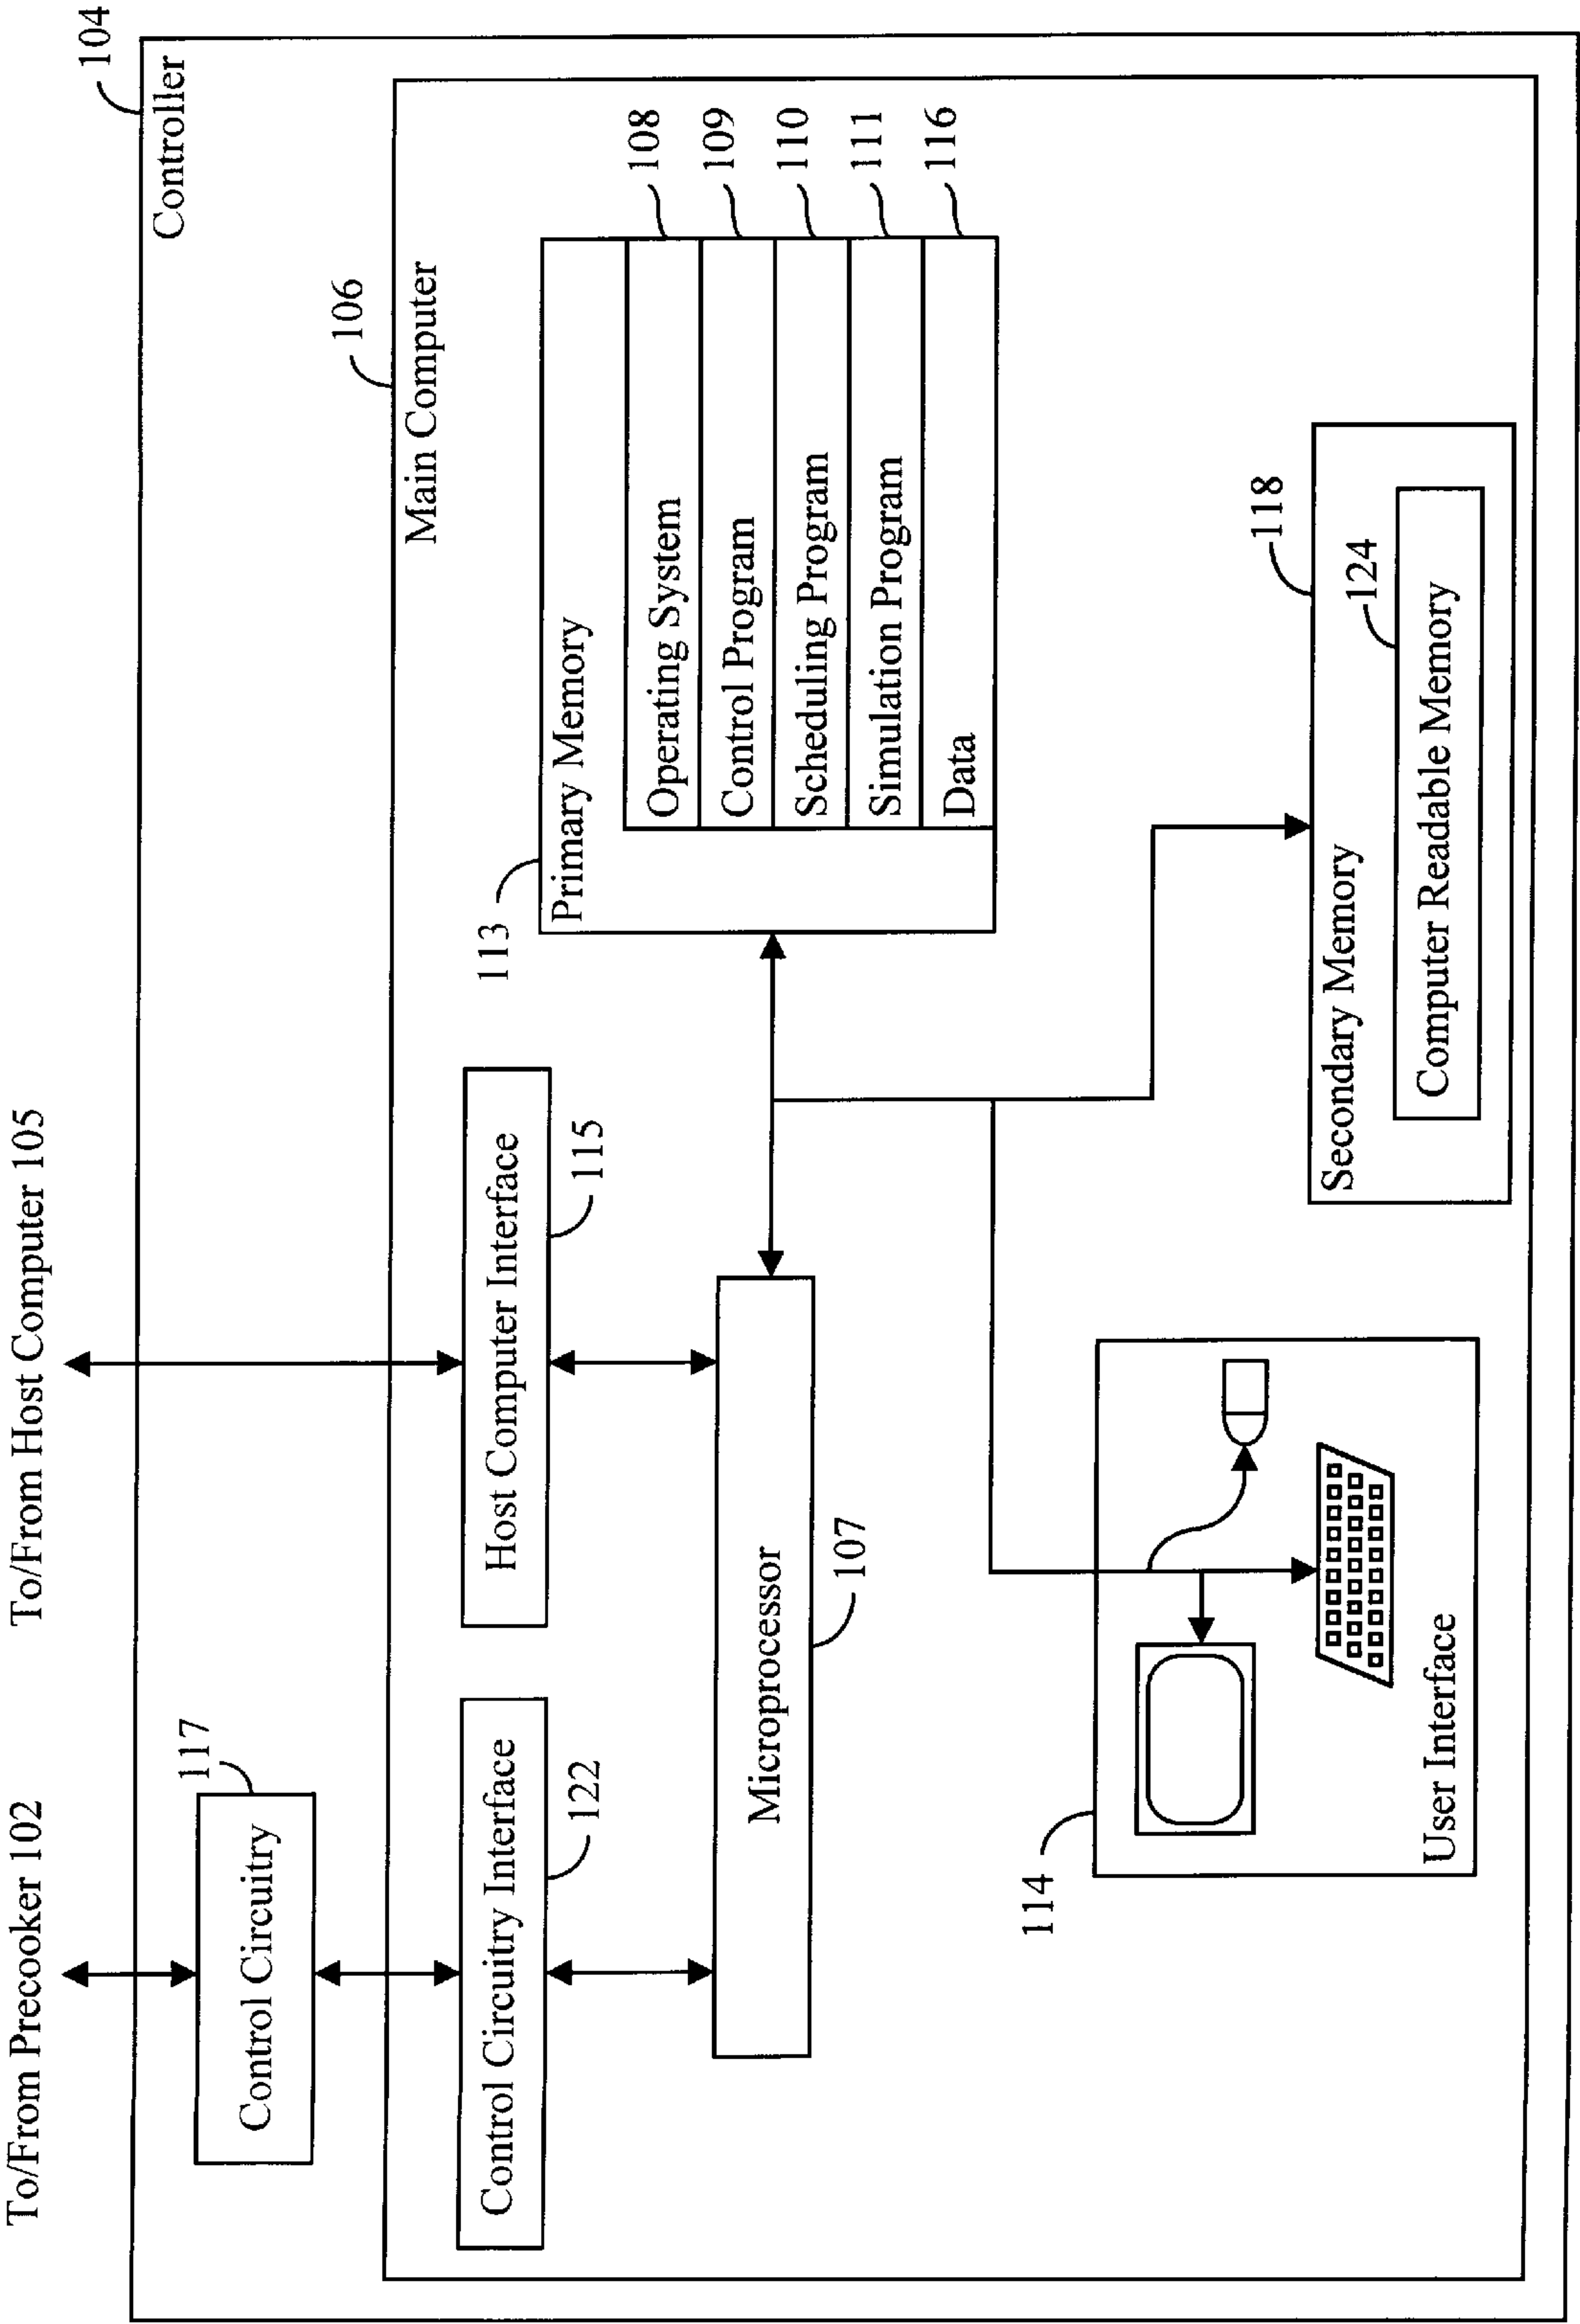 To/From Precooker 102
To/From Host Computer 105
104
Controller
117
Control Circuitry
106
Main Computer
Control Circuitry Interface
122
Host Computer Interface
115
113
Primary Memory
Operating System
108
Control Program
109
Scheduling Program
110
Simulation Program
111
Data
116
Microprocessor
107
114
User Interface
118
Secondary Memory
124
Computer Readable Memory